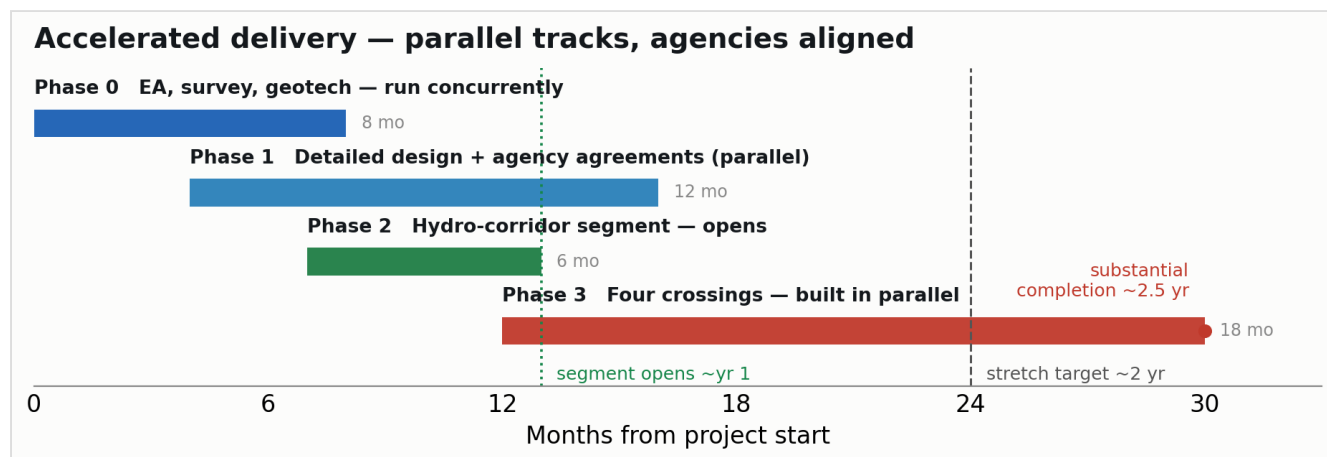 Accelerated delivery — parallel tracks, agencies aligned
Phase 0   EA, survey, geotech — run concurrently
8 mo
Phase 1   Detailed design + agency agreements (parallel)
12 mo
Phase 2   Hydro-corridor segment — opens
6 mo
substantial
completion ~2.5 yr
Phase 3   Four crossings — built in parallel
18 mo
segment opens ~yr 1
stretch target ~2 yr
0 6 12 18 24 30
Months from project start